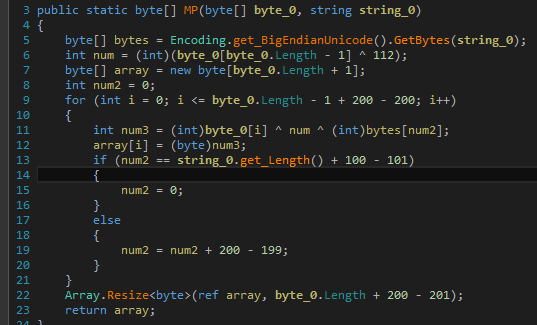 3 public static byte[] MP(byte[] byte_0, string string_0)
4 {
5 byte[] bytes = Encoding.get_BigEndianUnicode().GetBytes(string_0);
6 int num = (int)(byte_0[byte_0.Length - 1] ^ 112);
7 byte[] array = new byte[byte_0.Length + 1];
8 int num2 = 0;
9 for (int i = 0; i <= byte_0.Length - 1 + 200 - 200; i++)
10 {
11 int num3 = (int)byte_0[i] ^ num ^ (int)bytes[num2];
12 array[i] = (byte)num3;
13 if (num2 == string_0.get_Length() + 100 - 101)
14 {
15 num2 = 0;
16 }
17 else
18 {
19 num2 = num2 + 200 - 199;
20 }
21 }
22 Array.Resize<byte>(ref array, byte_0.Length + 200 - 201);
23 return array;
24 }